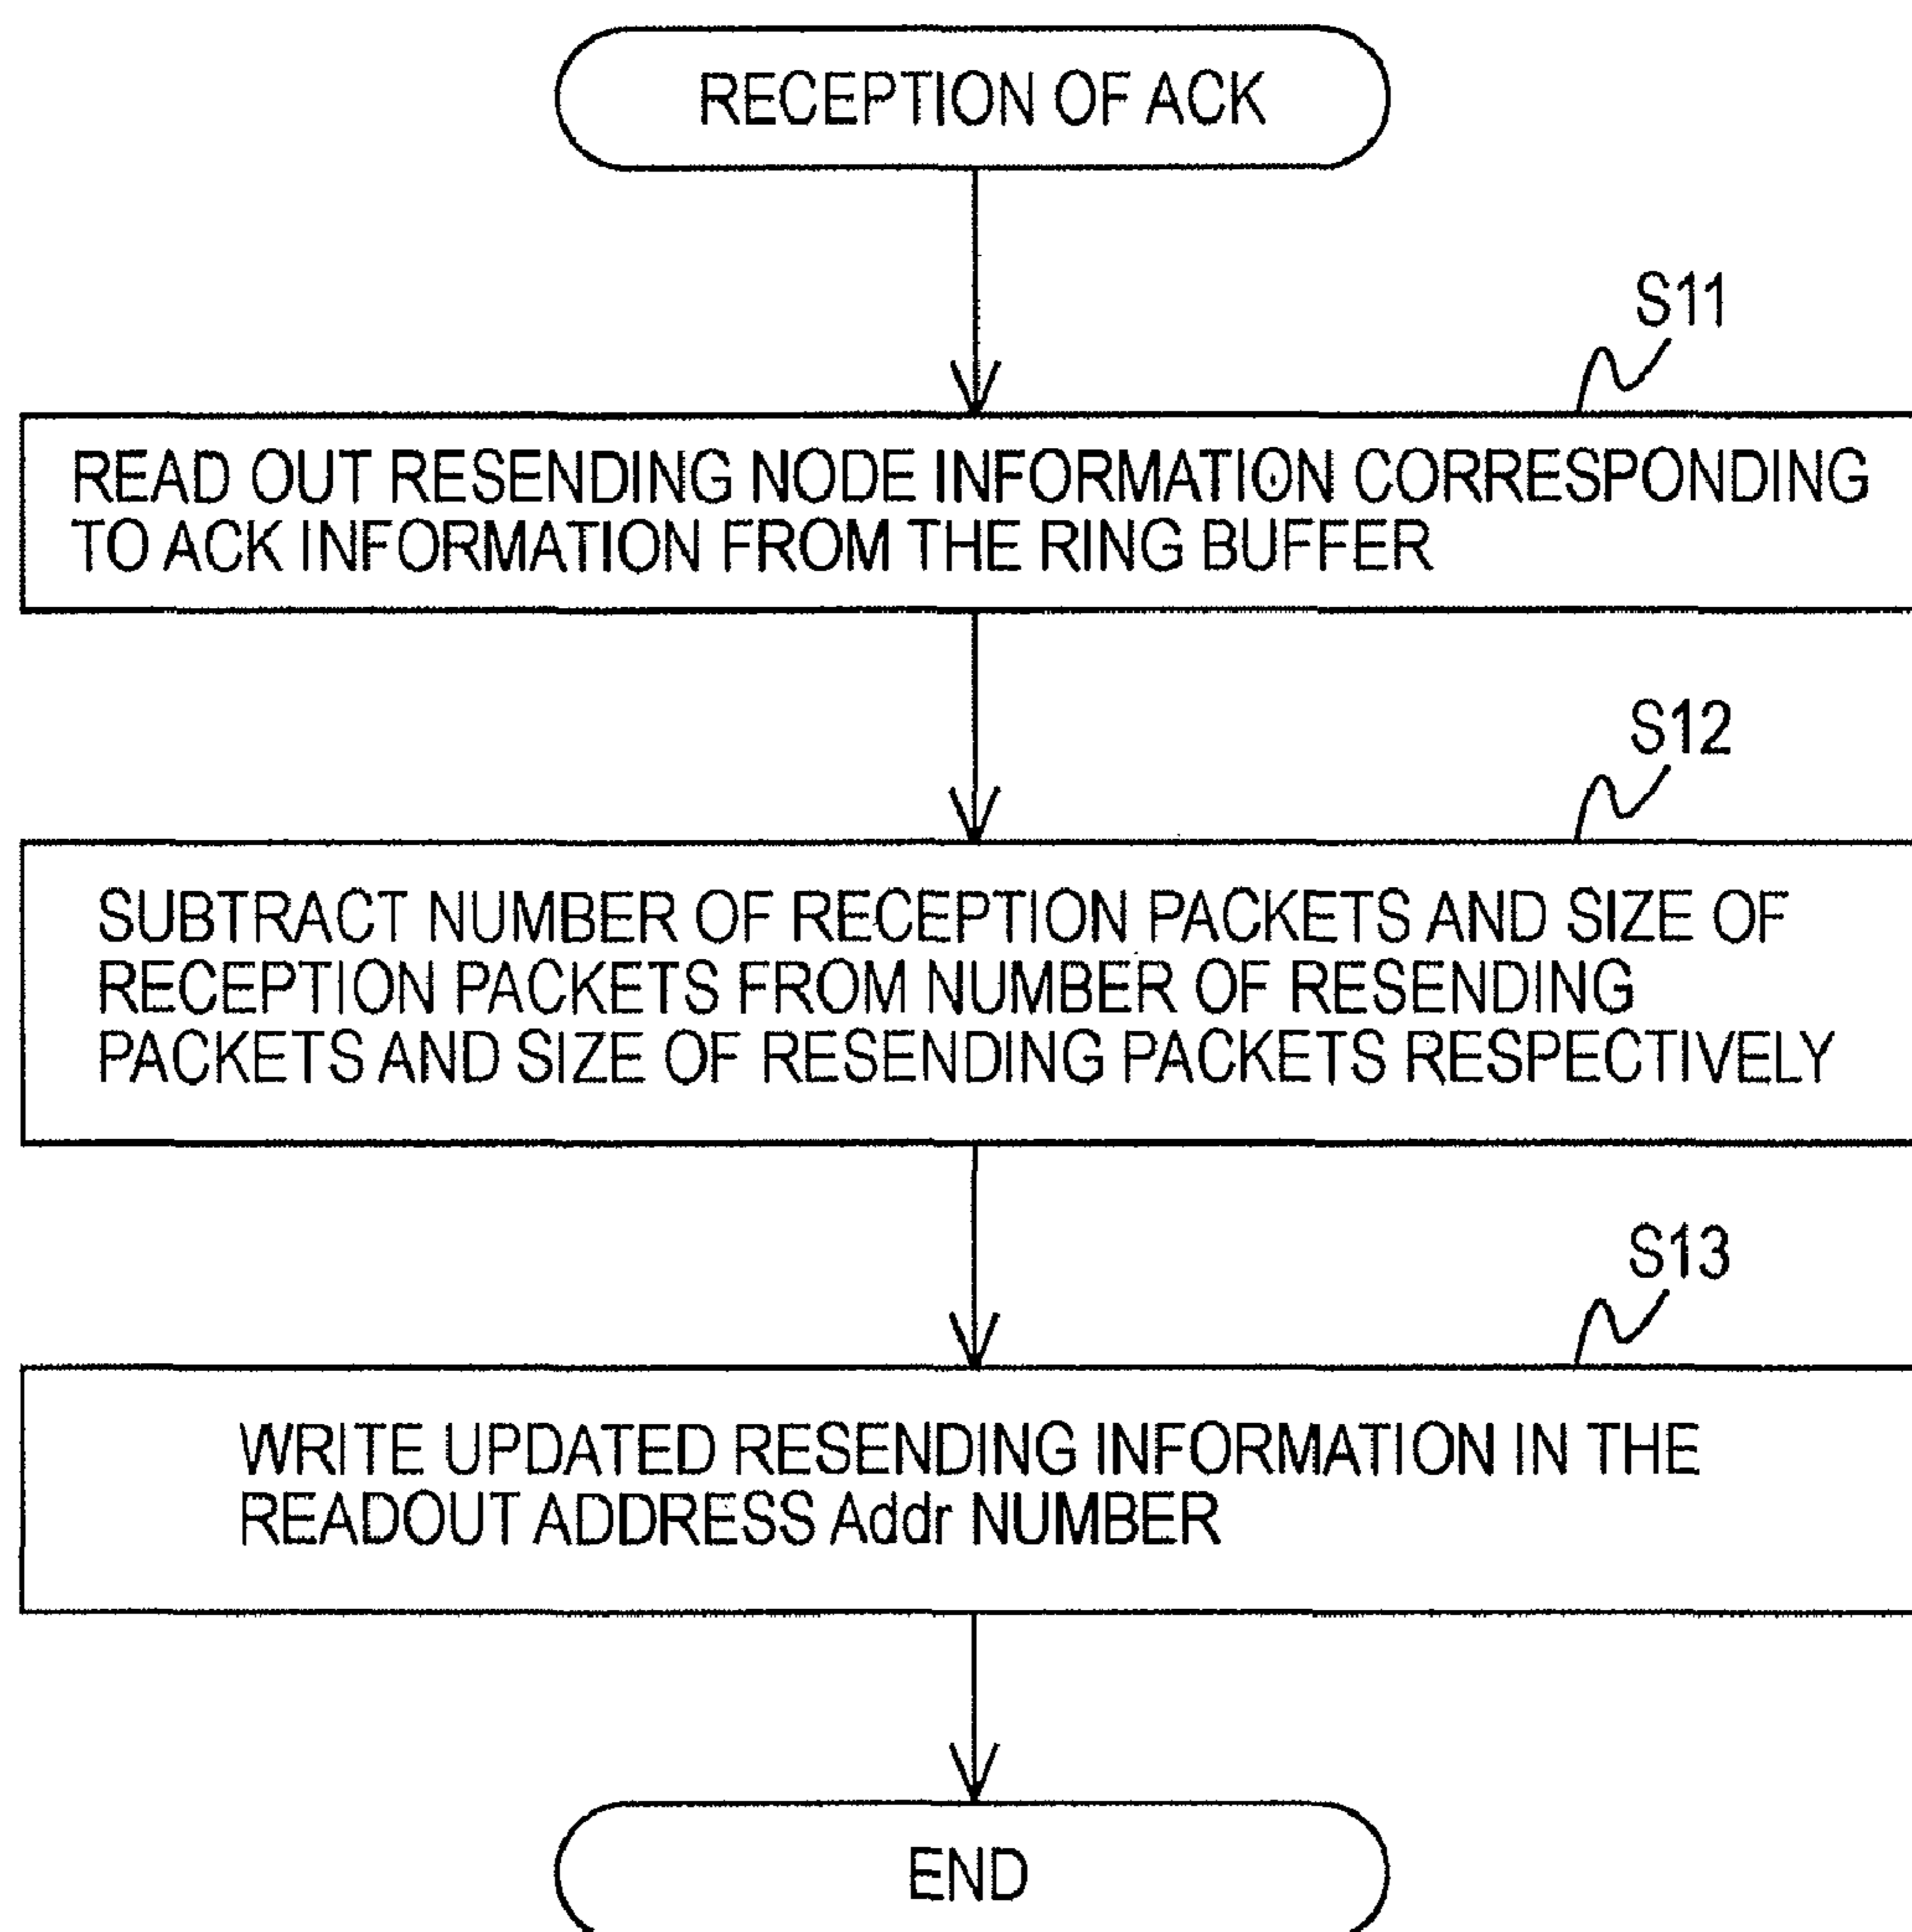 RECEPTION OF ACK
S11
READ OUT RESENDING NODE INFORMATION CORRESPONDING
TO ACK INFORMATION FROM THE RING BUFFER
S12
SUBTRACT NUMBER OF RECEPTION PACKETS AND SIZE OF
RECEPTION PACKETS FROM NUMBER OF RESENDING
PACKETS AND SIZE OF RESENDING PACKETS RESPECTIVELY
S13
WRITE UPDATED RESENDING INFORMATION IN THE
READOUT ADDRESS Addr NUMBER
END